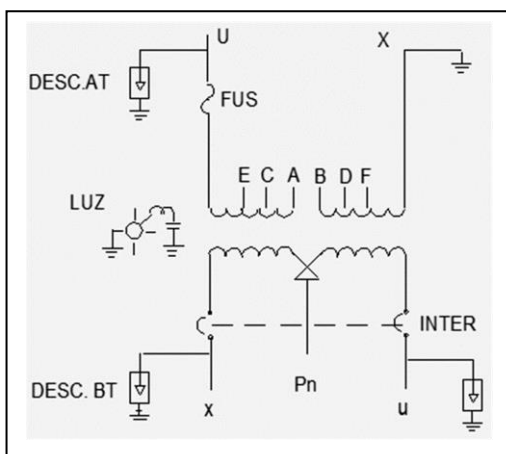 U X
DESC.AT
FUS
E C A B D F
LUZ
INTER
DESC. BT
Pn
x u